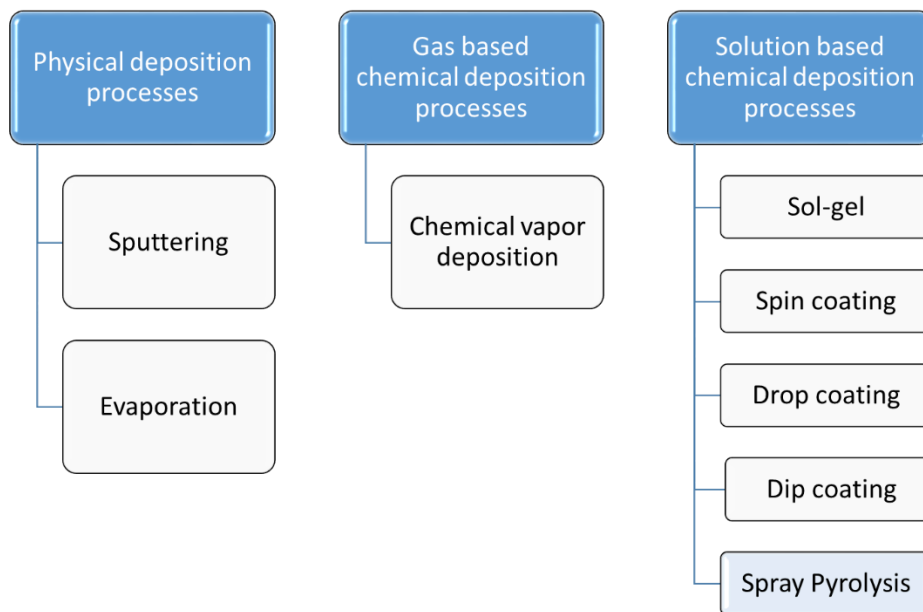 Physical deposition
processes
Sputtering
Evaporation
Gas based
chemical deposition
processes
Chemical vapor
deposition
Solution based
chemical deposition
processes
Sol-gel
Spin coating
Drop coating
Dip coating
Spray Pyrolysis